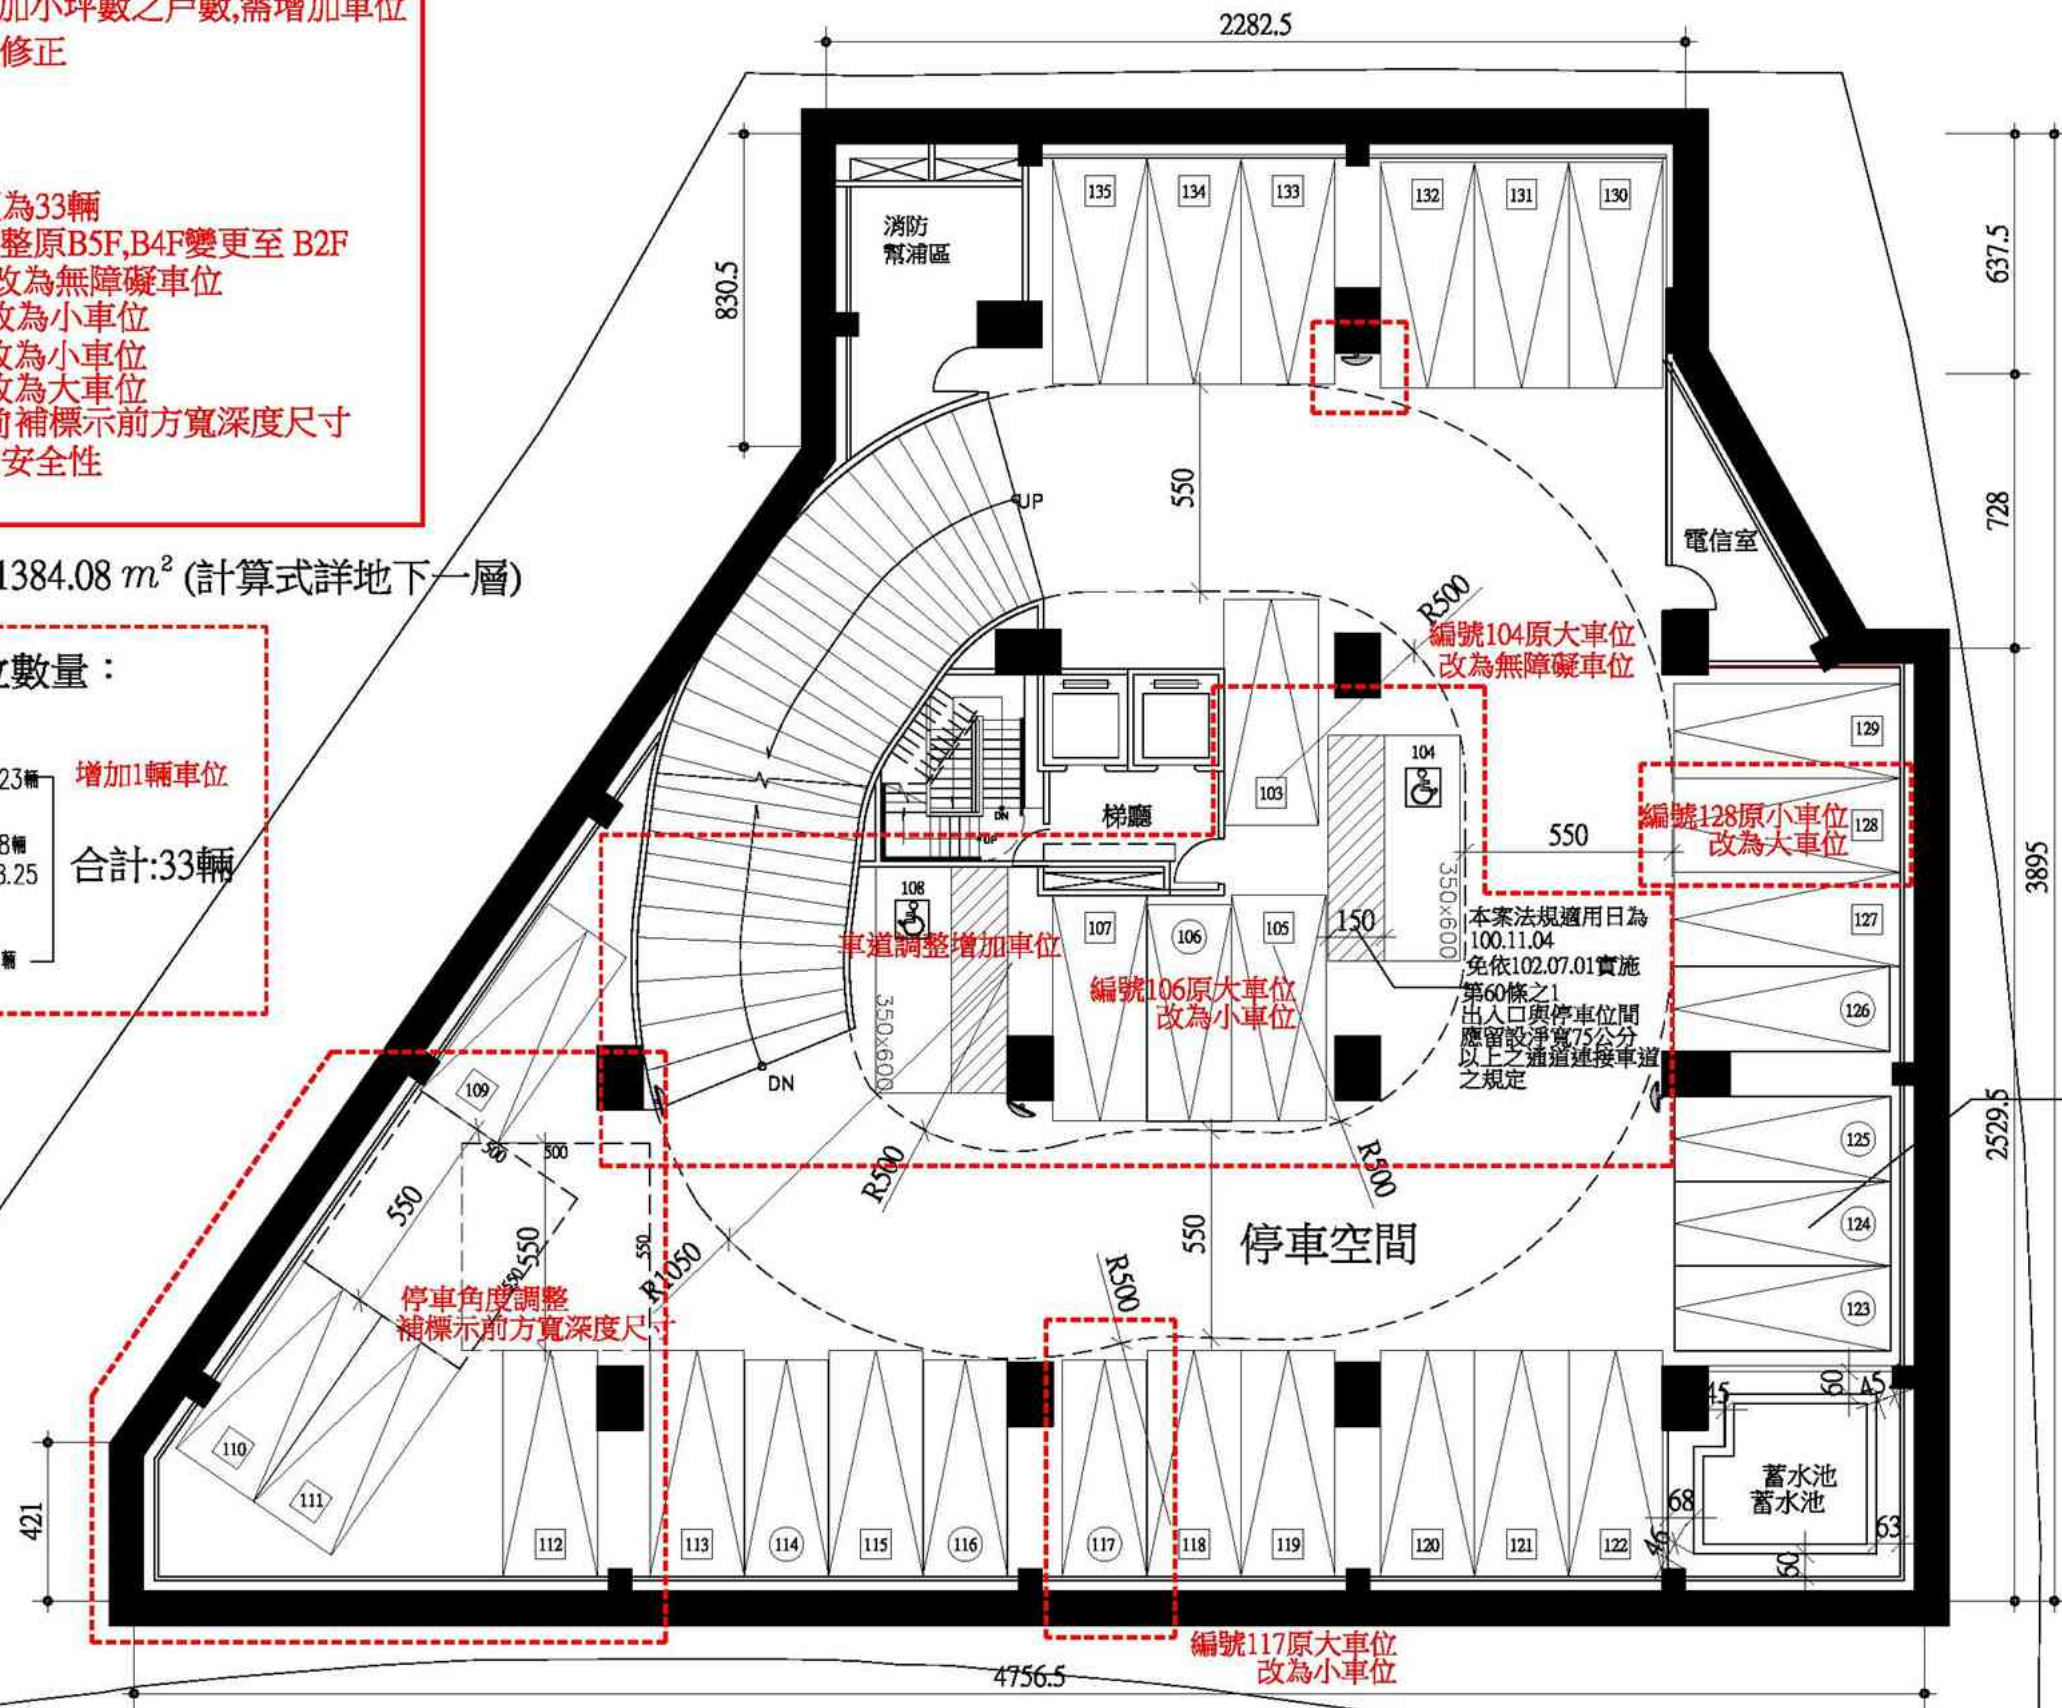 加小坪數之戶數,需增加車位
修正
為33輛
整原B5F,B4F變更至 B2F
改為無障礙車位
改為小車位
改為小車位
改為大車位
前補標示前方寬深度尺寸
安全性
1384.08 m² (計算式詳地下一層)
數量：
23輛
增加1輛車位
8輛
3.25
合計:33輛
輛
2282.5
830.5
637.5
728
3895
2529.5
421
4756.5
消防
幫浦區
135
134
133
132
131
130
550
UP
電信室
R500
編號104原大車位
改為無障礙車位
129
104
103
梯廳
DN
UP
550
編號128原小車位
改為大車位
128
127
126
108
350×600
車道調整增加車位
107
106
105
編號106原大車位
改為小車位
150
350×600
本案法規適用日為
100.11.04
免依102.07.01實施
第60條之1
出入口與停車位間
應留設淨寬75公分
以上之通道連接車道
之規定
DN
109
500
500
550
550
550
550
R1050
R500
R500
R500
550
停車空間
125
124
123
停車角度調整
補標示前方寬深度尺寸
110
111
112
113
114
115
116
117
118
119
120
121
122
45
60
45
蓄水池
蓄水池
68
46
60
63
編號117原大車位
改為小車位